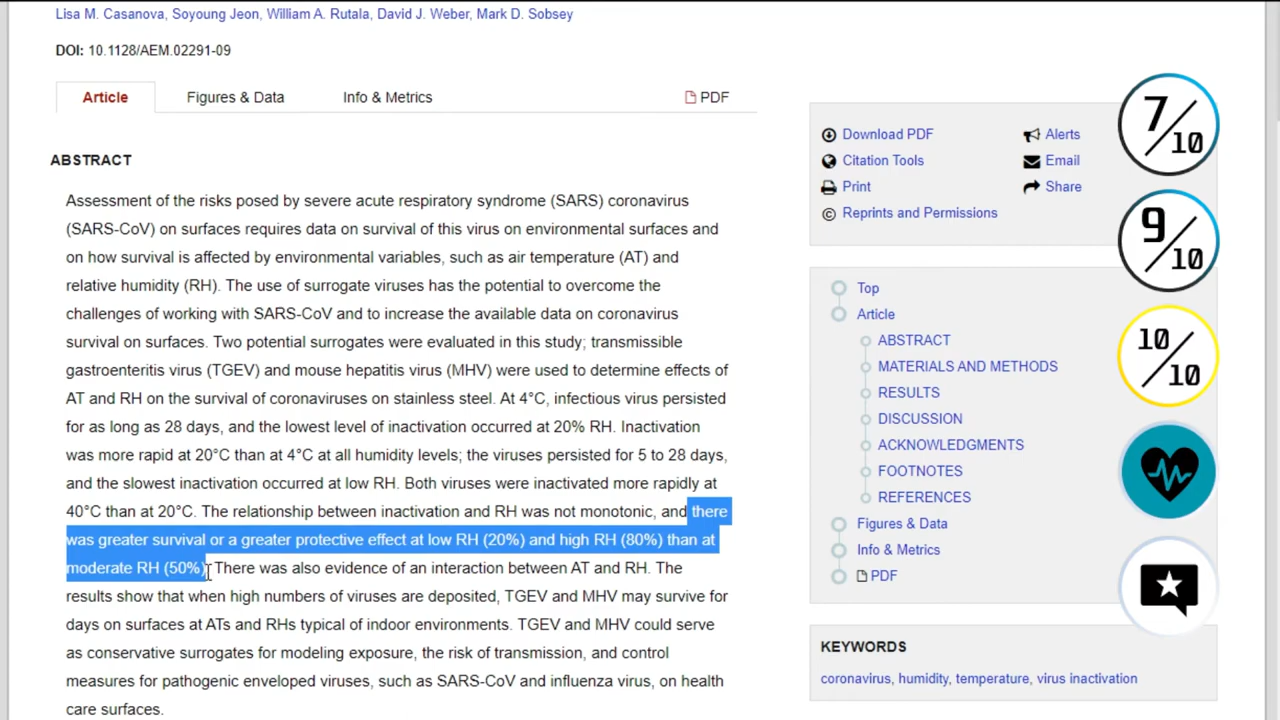 Lisa M. Casanova, Soyoung Jeon, William A. Rutala, David J. Weber, Mark D. Sobsey
DOI: 10.1128/AEM.02291-09
Article
Figures & Data
Info & Metrics
PDF
ABSTRACT
Assessment of the risks posed by severe acute respiratory syndrome (SARS) coronavirus
(SARS-CoV) on surfaces requires data on survival of this virus on environmental surfaces and
on how survival is affected by environmental variables, such as air temperature (AT) and
relative humidity (RH). The use of surrogate viruses has the potential to overcome the
challenges of working with SARS-CoV and to increase the available data on coronavirus
survival on surfaces. Two potential surrogates were evaluated in this study; transmissible
gastroenteritis virus (TGEV) and mouse hepatitis virus (MHV) were used to determine effects of
AT and RH on the survival of coronaviruses on stainless steel. At 4°C, infectious virus persisted
for as long as 28 days, and the lowest level of inactivation occurred at 20% RH. Inactivation
was more rapid at 20°C than at 4°C at all humidity levels; the viruses persisted for 5 to 28 days,
and the slowest inactivation occurred at low RH. Both viruses were inactivated more rapidly at
40°C than at 20°C. The relationship between inactivation and RH was not monotonic, and there
was greater survival or a greater protective effect at low RH (20%) and high RH (80%) than at
moderate RH (50%). There was also evidence of an interaction between AT and RH. The
results show that when high numbers of viruses are deposited, TGEV and MHV may survive for
days on surfaces at ATs and RHs typical of indoor environments. TGEV and MHV could serve
as conservative surrogates for modeling exposure, the risk of transmission, and control
measures for pathogenic enveloped viruses, such as SARS-CoV and influenza virus, on health
care surfaces.
Download PDF
Alerts
Citation Tools
Email
Print
Share
Reprints and Permissions
Top
Article
ABSTRACT
MATERIALS AND METHODS
RESULTS
DISCUSSION
ACKNOWLEDGMENTS
FOOTNOTES
REFERENCES
Figures & Data
Info & Metrics
PDF
KEYWORDS
coronavirus, humidity, temperature, virus inactivation
7/10
9/10
10/10